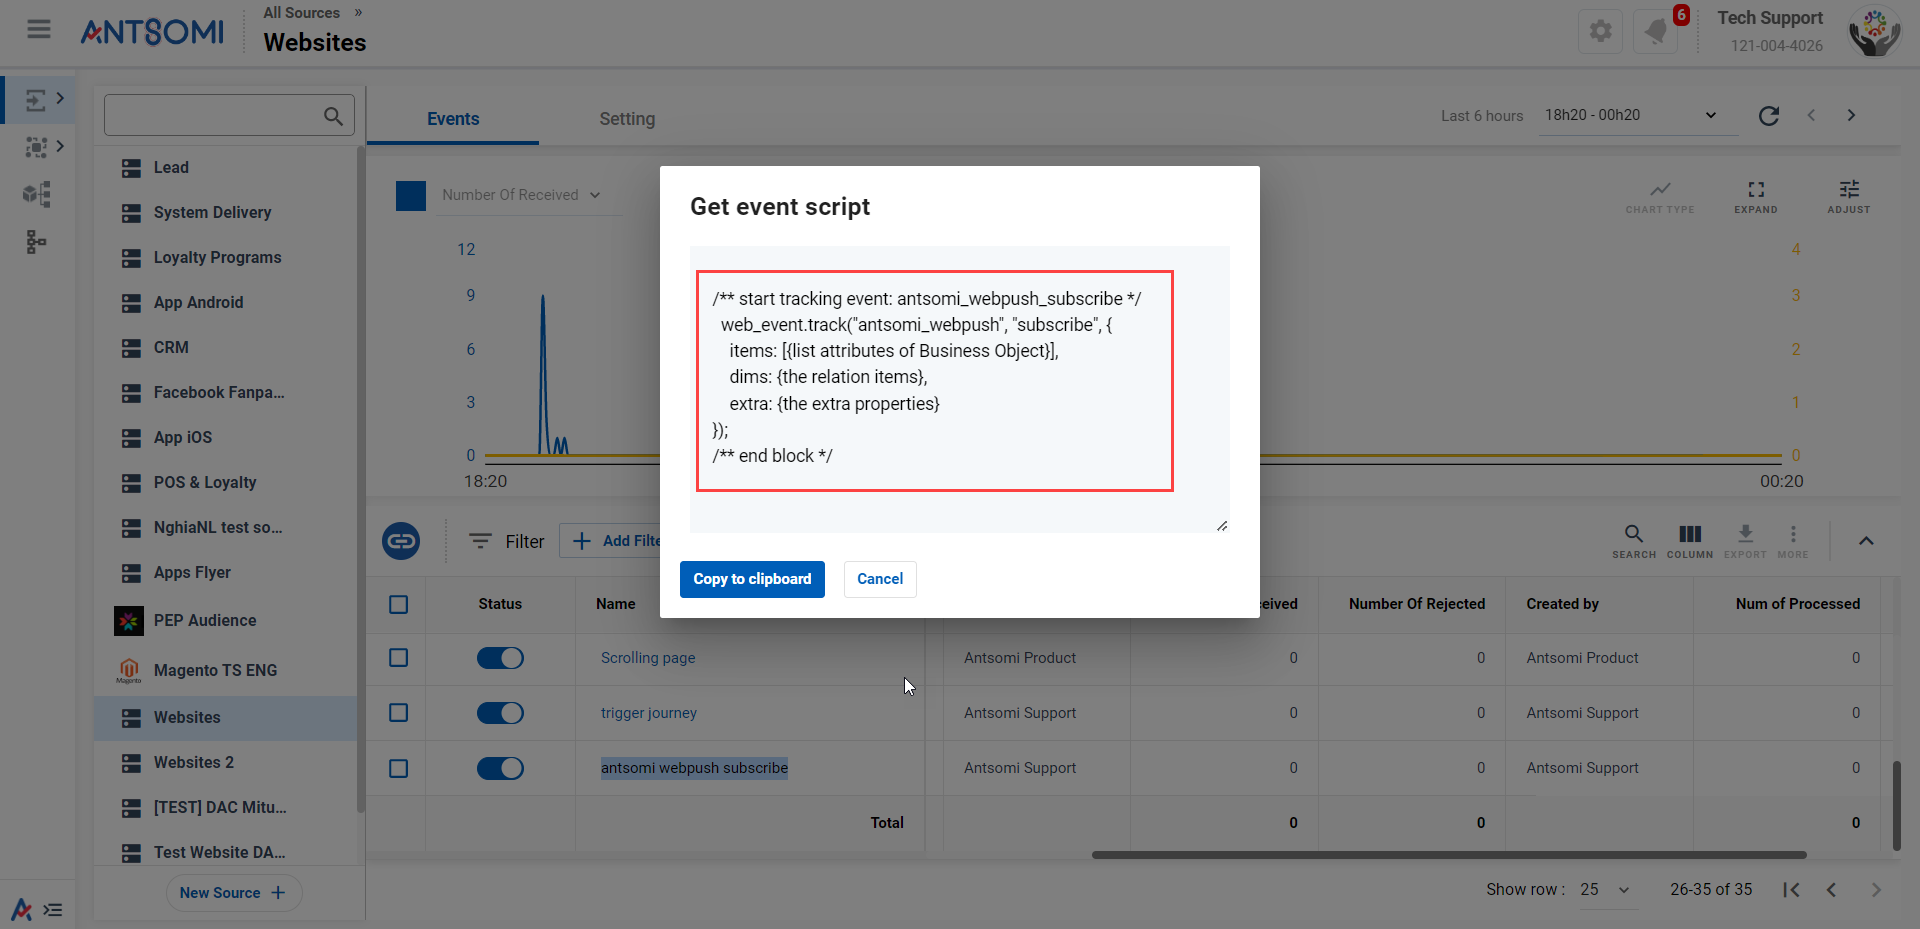 ANTSOMI
All Sources »
Websites
6
Tech Support
121-004-4026
Events
Setting
Last 6 hours
18h20 - 00h20
Lead
System Delivery
Loyalty Programs
App Android
CRM
Facebook Fanpa...
App iOS
POS & Loyalty
NghiaNL test so...
Apps Flyer
PEP Audience
Magento
Magento TS ENG
Websites
Websites 2
[TEST] DAC Mitu...
Test Website DA...
New Source +
Number Of Received
CHART TYPE
EXPAND
ADJUST
12
9
6
3
0
4
3
2
1
0
18:20
00:20
Get event script
/** start tracking event: antsomi_webpush_subscribe */
web_event.track("antsomi_webpush", "subscribe", {
items: [{list attributes of Business Object}],
dims: {the relation items},
extra: {the extra properties}
});
/** end block */
Copy to clipboard
Cancel
Filter
+ Add Filte
SEARCH
COLUMN
EXPORT
MORE
Status
Name
eived
Number Of Rejected
Created by
Num of Processed
Scrolling page
Antsomi Product
0
0
Antsomi Product
0
trigger journey
Antsomi Support
0
0
Antsomi Support
0
antsomi webpush subscribe
Antsomi Support
0
0
Antsomi Support
0
Total
0
0
0
Show row : 25
26-35 of 35